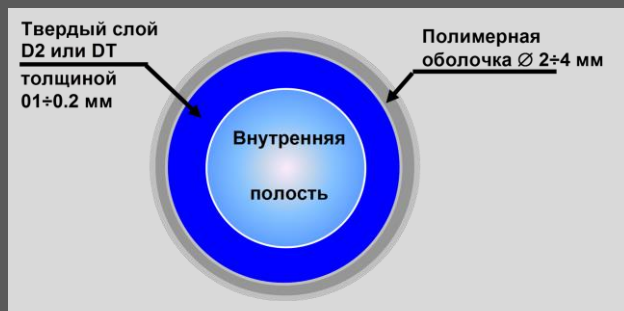 Твердый слой
D2 или DT
толщиной
01÷0.2 мм
Полимерная
оболочка ∅ 2÷4 мм
Внутренняя
полость